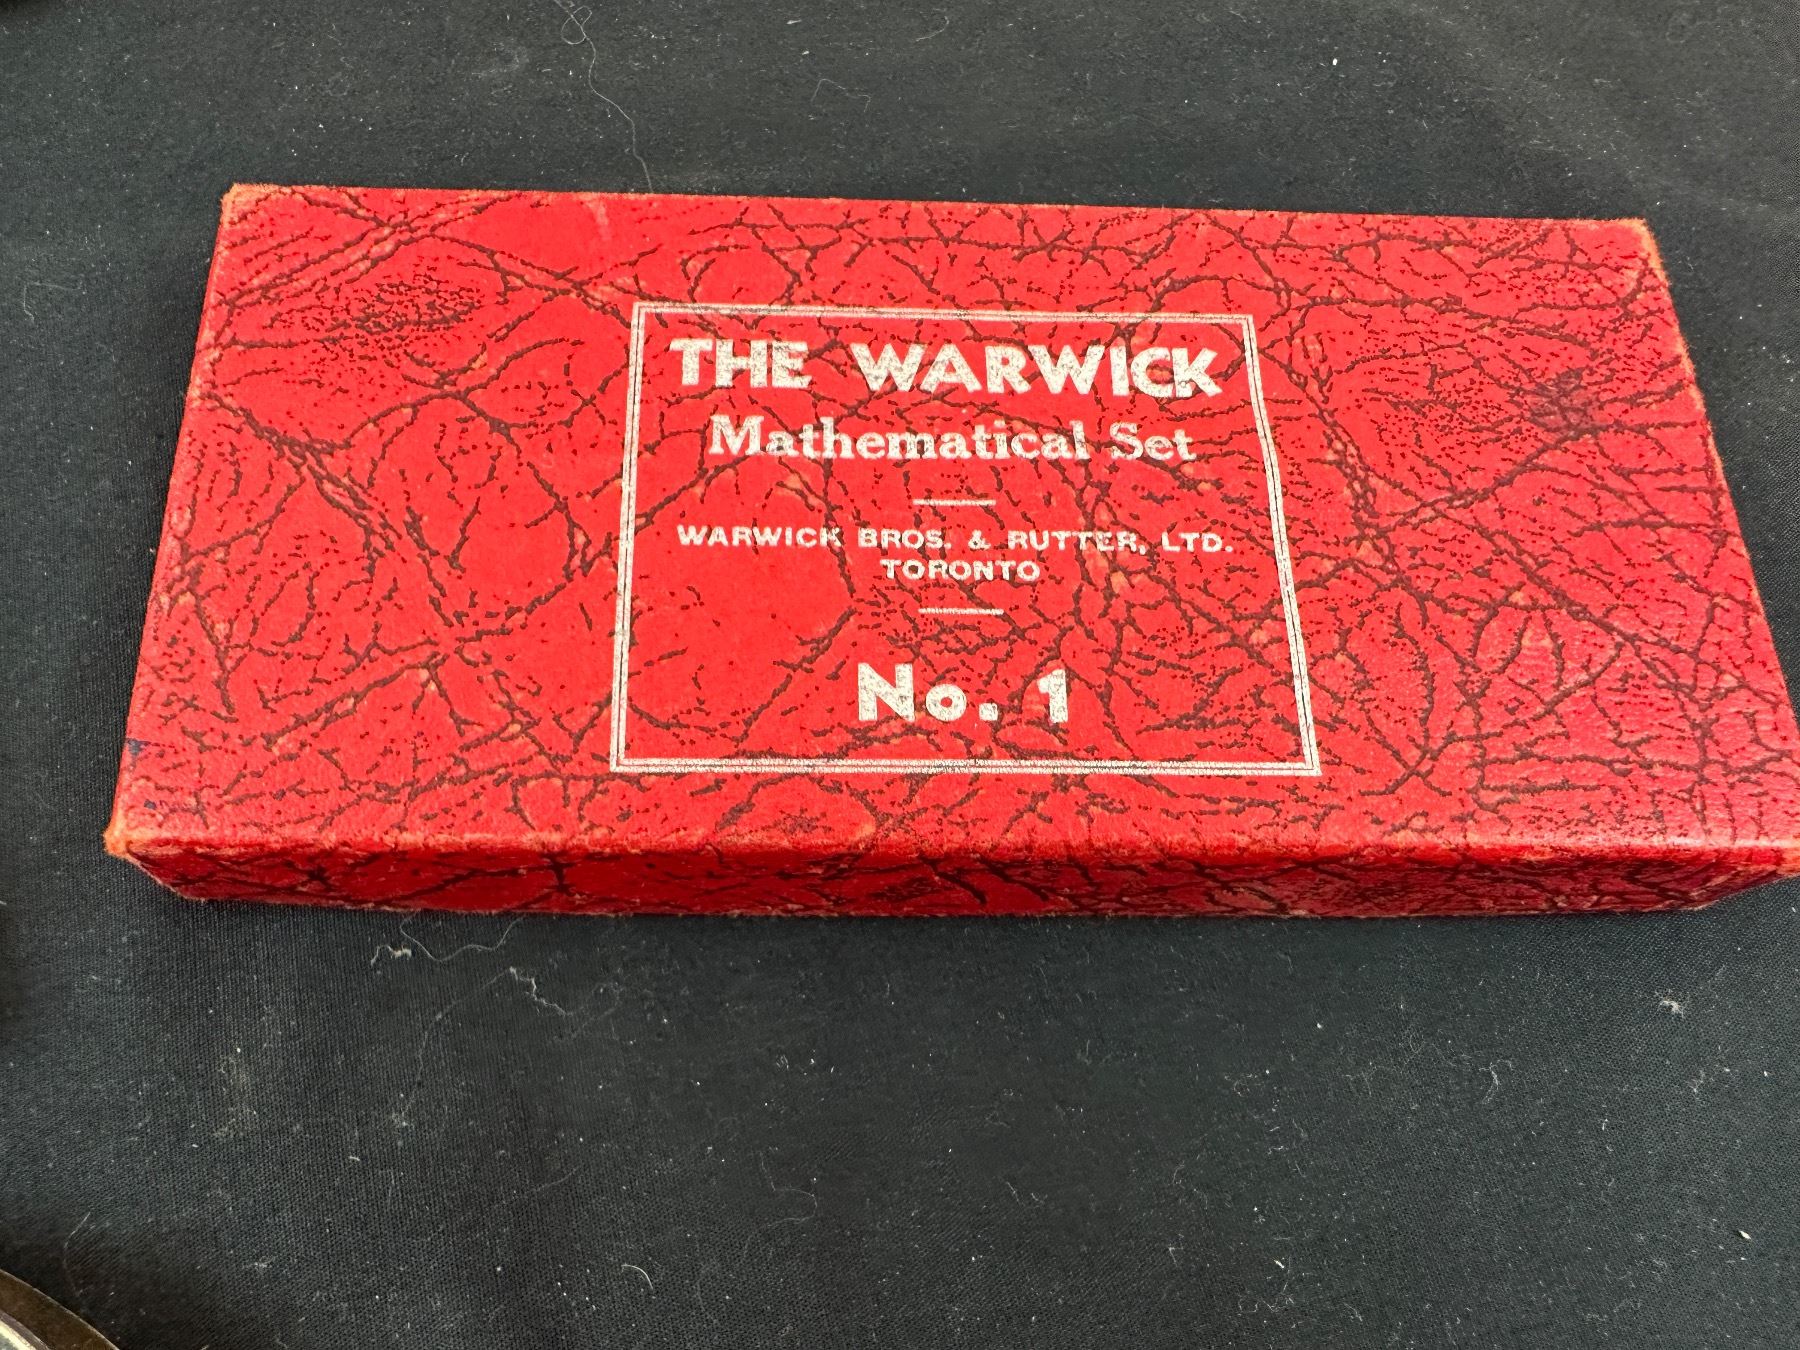 THE WARWICK
Mathematical Set
WARWICK BROS. & RUTTER, LTD.
TORONTO
No. 1